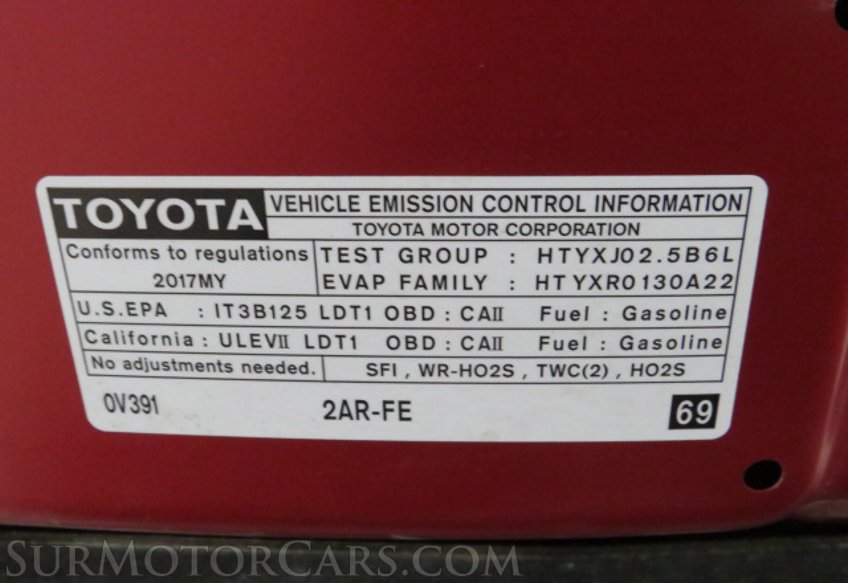 TOYOTA VEHICLE EMISSION CONTROL INFORMATION
TOYOTA MOTOR CORPORATION
Conforms to regulations TEST GROUP : HTYXJ02.5B6L
2017MY EVAP FAMILY : HTYXR0130A22
U.S.EPA : IT3B125 LDT1 OBD : CAII Fuel : Gasoline
California : ULEVII LDT1 OBD : CAII Fuel : Gasoline
No adjustments needed. SFI , WR-HO2S , TWC(2) , HO2S
0V391 2AR-FE 69
SURMOTORCARS.COM